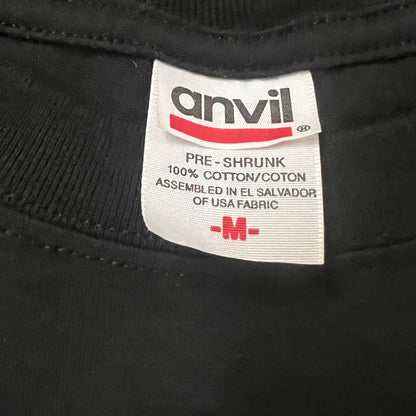 anvil®
PRE-SHRUNK
100% COTTON/COTON
ASSEMBLED IN EL SALVADOR
OF USA FABRIC
-M-